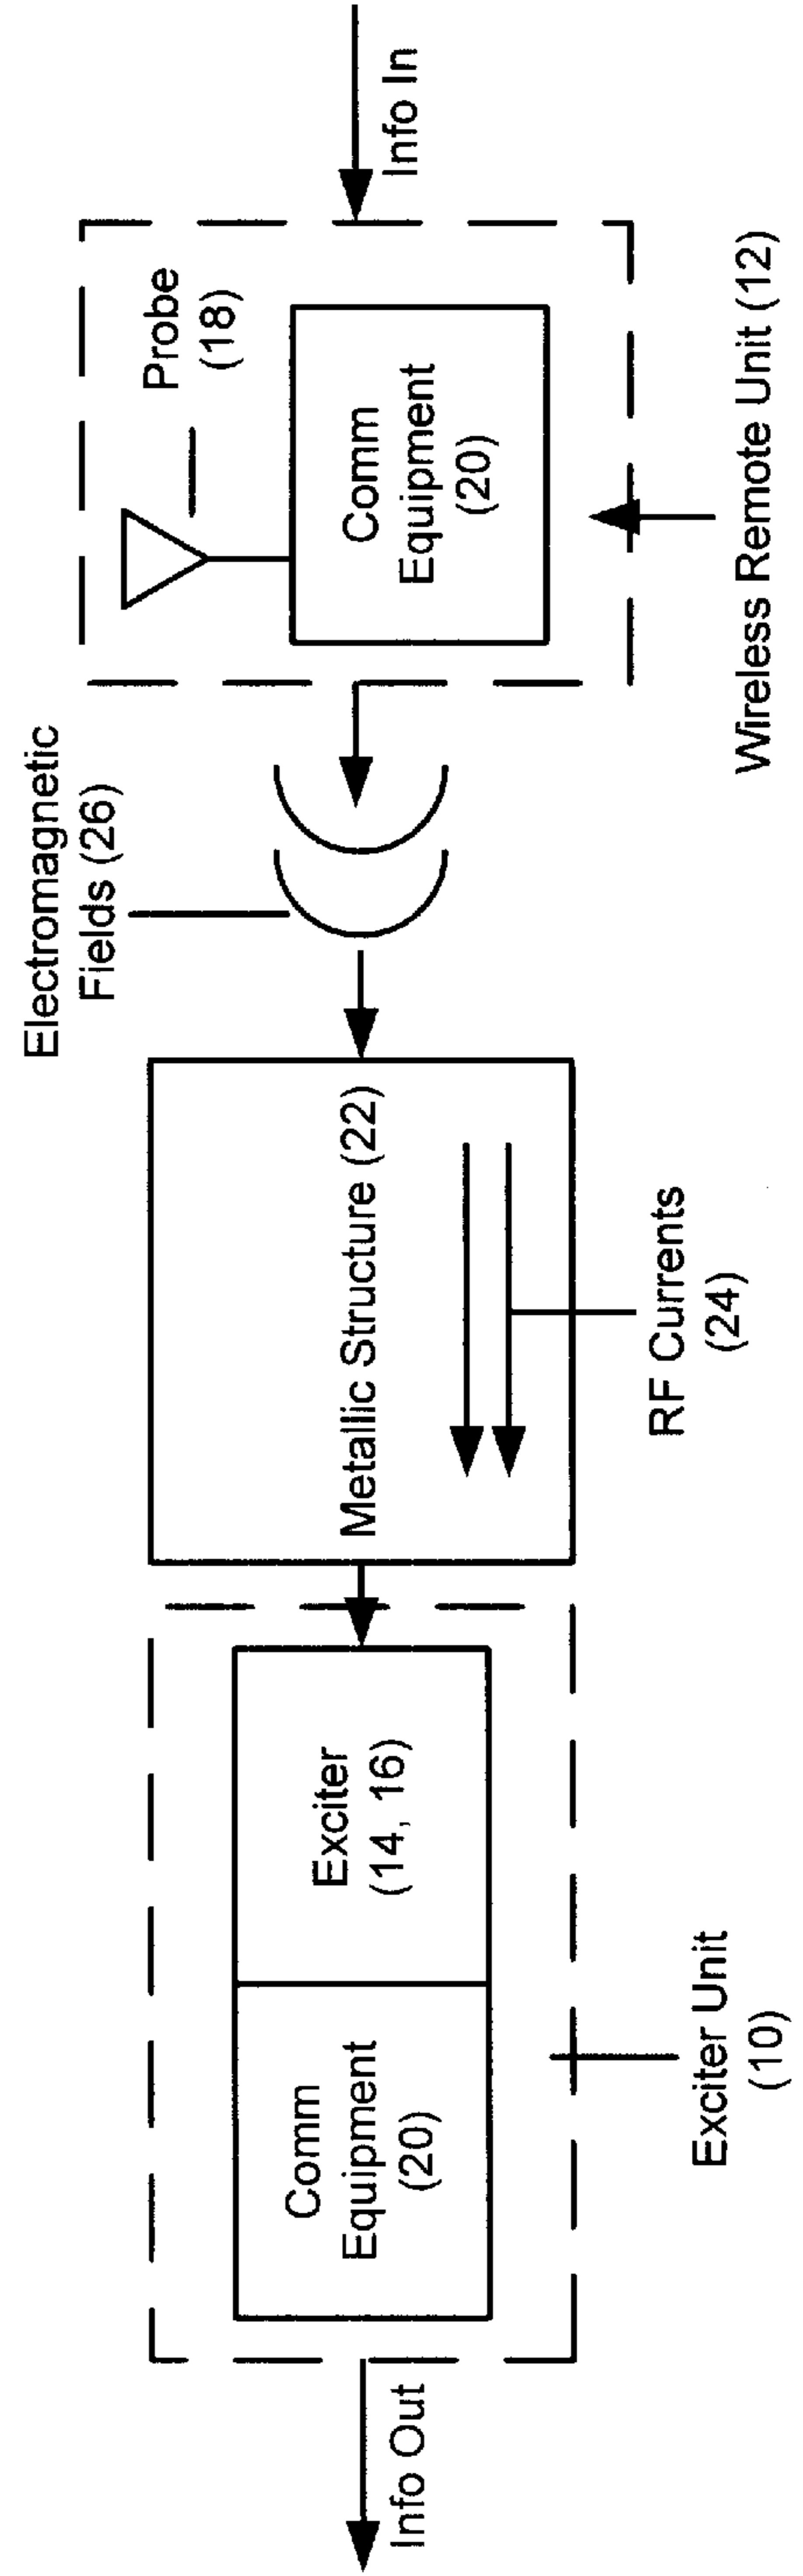 Info Out
Comm
Equipment
(20)
Exciter
(14, 16)
Exciter Unit
(10)
Metallic Structure (22)
RF Currents
(24)
Electromagnetic
Fields (26)
Probe
(18)
Comm
Equipment
(20)
Wireless Remote Unit (12)
Info In